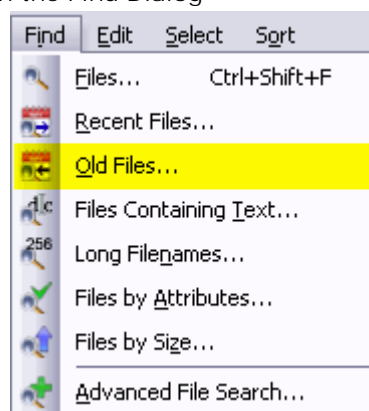 the Find Dialog
Find Edit Select Sort
Files... Ctrl+Shift+F
Recent Files...
Old Files...
Files Containing Text...
256 Long Filenames...
Files by Attributes...
Files by Size...
Advanced File Search...